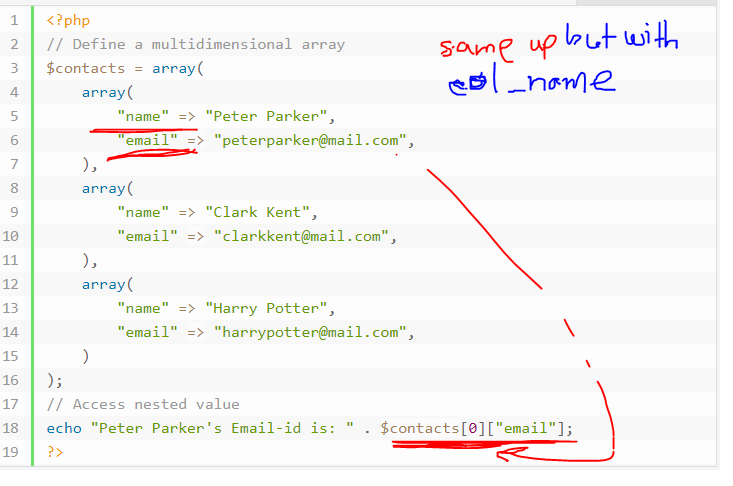 1 <?php
2 // Define a multidimensional array
3 $contacts = array(
4 array(
5 "name" => "Peter Parker",
6 "email" => "peterparker@mail.com",
7 ),
8 array(
9 "name" => "Clark Kent",
10 "email" => "clarkkent@mail.com",
11 ),
12 array(
13 "name" => "Harry Potter",
14 "email" => "harrypotter@mail.com",
15 )
16 );
17 // Access nested value
18 echo "Peter Parker's Email-id is: " . $contacts[0]["email"];
19 ?>
same up but with
col_name